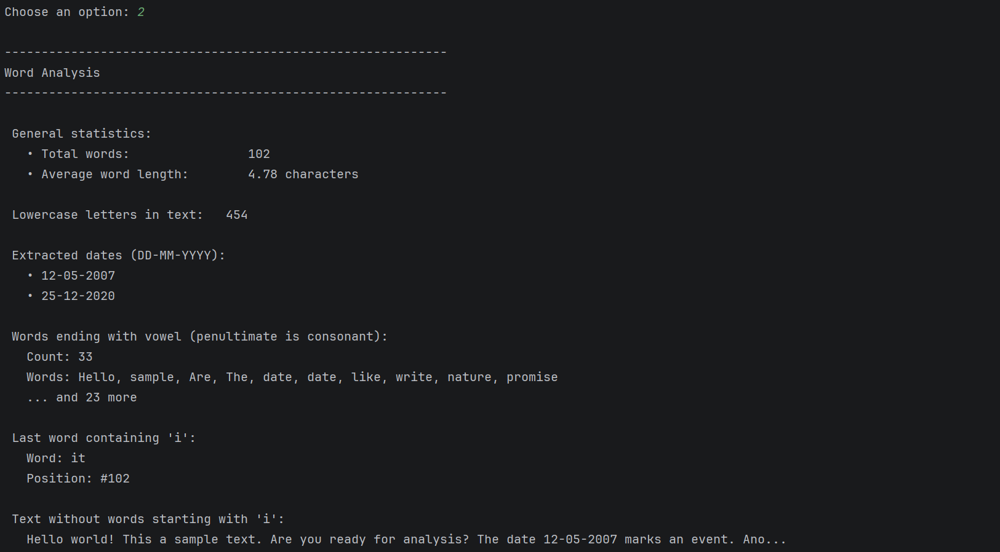 Choose an option: 2
------------------------------------------------------------
Word Analysis
------------------------------------------------------------
General statistics:
• Total words: 102
• Average word length: 4.78 characters
Lowercase letters in text: 454
Extracted dates (DD-MM-YYYY):
• 12-05-2007
• 25-12-2020
Words ending with vowel (penultimate is consonant):
Count: 33
Words: Hello, sample, Are, The, date, date, like, write, nature, promise
... and 23 more
Last word containing 'i':
Word: it
Position: #102
Text without words starting with 'i':
Hello world! This a sample text. Are you ready for analysis? The date 12-05-2007 marks an event. Ano...